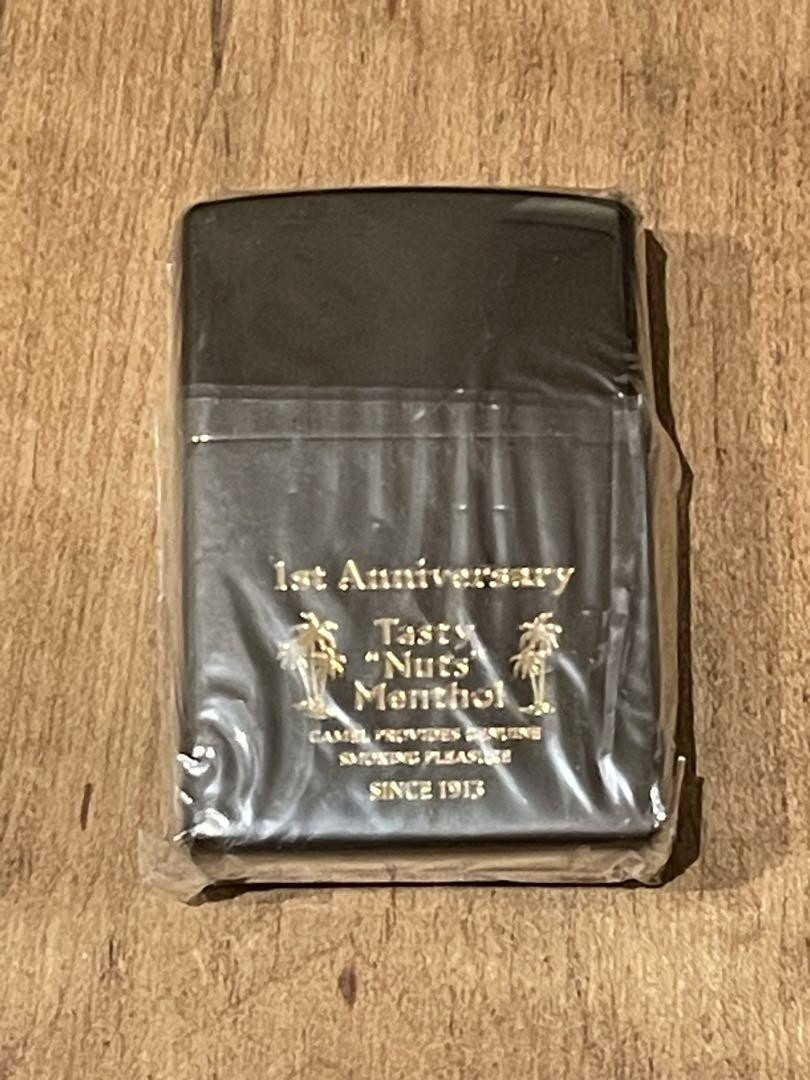 1st Anniversary
Tasty
"Nuts"
Menthol
CAMEL PROVIDES GENUINE
SMOKING PLEASURE
SINCE 1913